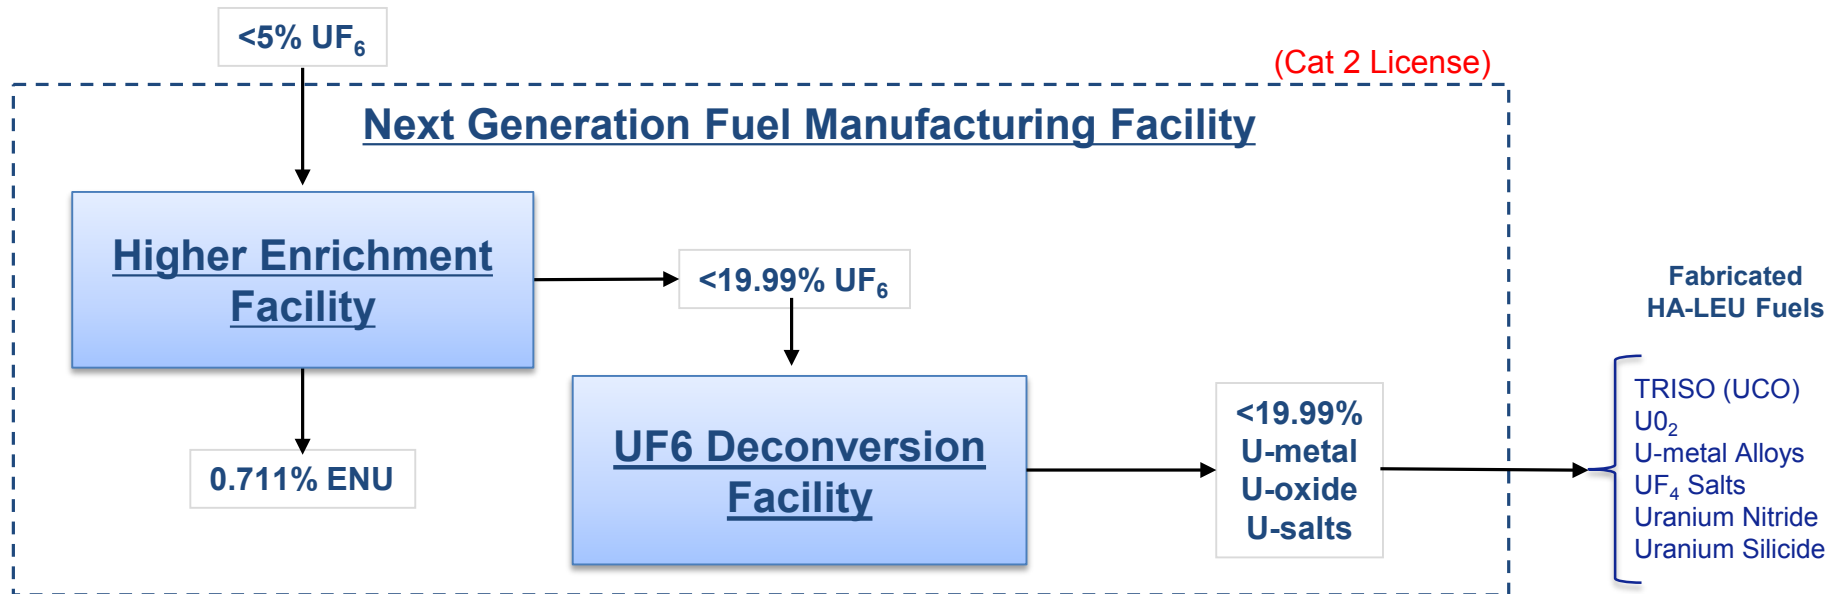 <5% UF₆
(Cat 2 License)
Next Generation Fuel Manufacturing Facility
Higher Enrichment
Facility
<19.99% UF₆
0.711% ENU
UF6 Deconversion
Facility
<19.99%
U-metal
U-oxide
U-salts
Fabricated
HA-LEU Fuels
TRISO (UCO)
U0₂
U-metal Alloys
UF₄ Salts
Uranium Nitride
Uranium Silicide